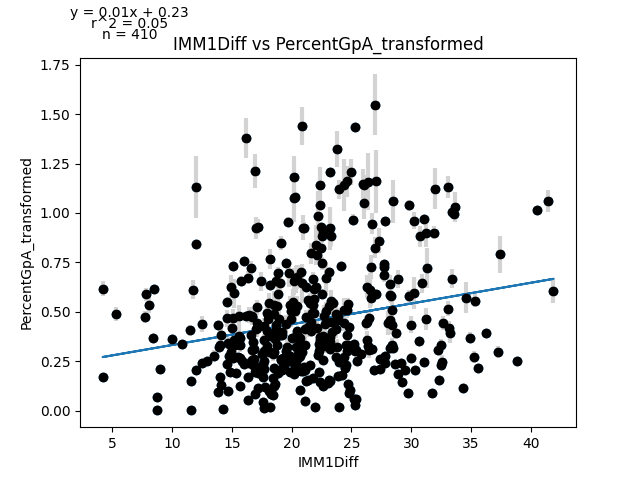 y = 0.01x + 0.23
r^2 = 0.05
n = 410
IMM1Diff vs PercentGpA_transformed
1.75
1.50
1.25
1.00
0.75
0.50
0.25
0.00
PercentGpA_transformed
5 10 15 20 25 30 35 40
IMM1Diff